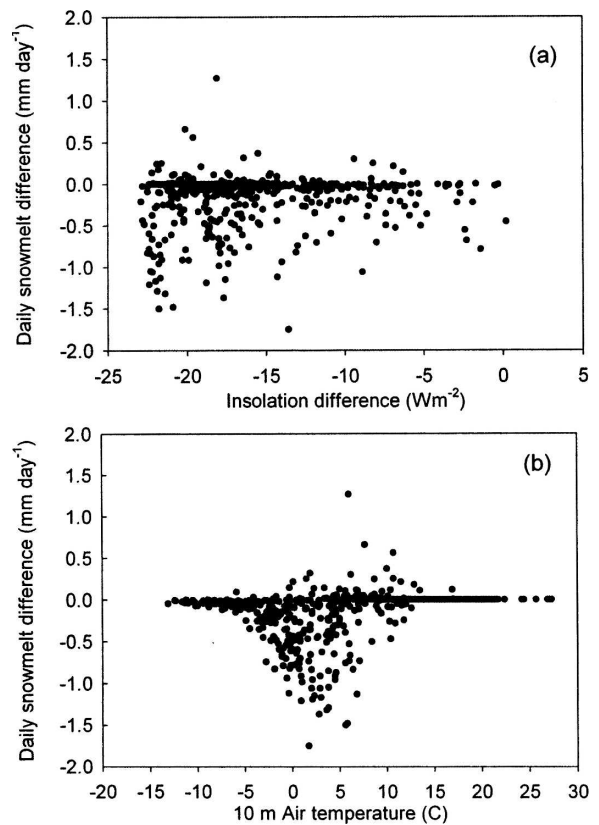 Daily snowmelt difference (mm day⁻¹)
2.0
1.5
1.0
0.5
0.0
-0.5
-1.0
-1.5
-2.0
(a)
-25 -20 -15 -10 -5 0 5
Insolation difference (Wm⁻²)
Daily snowmelt difference (mm day⁻¹)
2.0
1.5
1.0
0.5
0.0
-0.5
-1.0
-1.5
-2.0
(b)
-20 -15 -10 -5 0 5 10 15 20 25 30
10 m Air temperature (C)